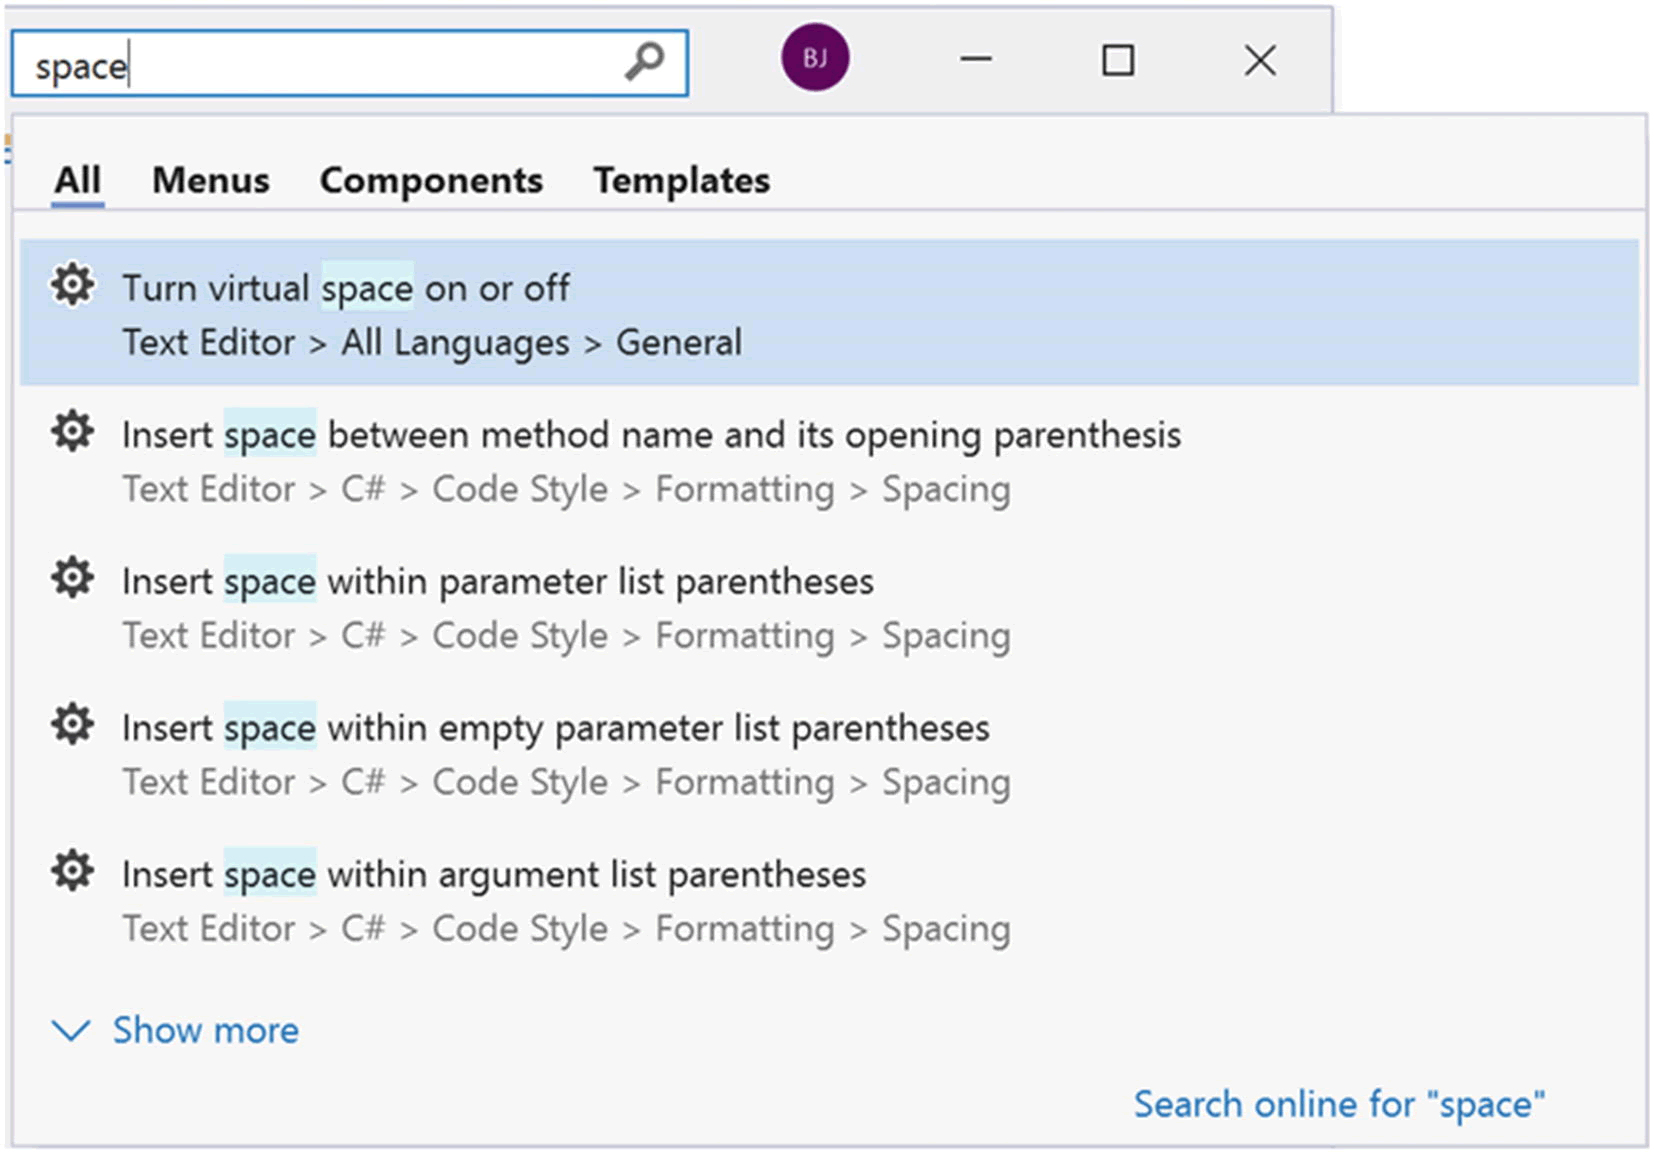 space
BJ
All Menus Components Templates
Turn virtual space on or off
Text Editor > All Languages > General
Insert space between method name and its opening parenthesis
Text Editor > C# > Code Style > Formatting > Spacing
Insert space within parameter list parentheses
Text Editor > C# > Code Style > Formatting > Spacing
Insert space within empty parameter list parentheses
Text Editor > C# > Code Style > Formatting > Spacing
Insert space within argument list parentheses
Text Editor > C# > Code Style > Formatting > Spacing
Show more
Search online for "space"